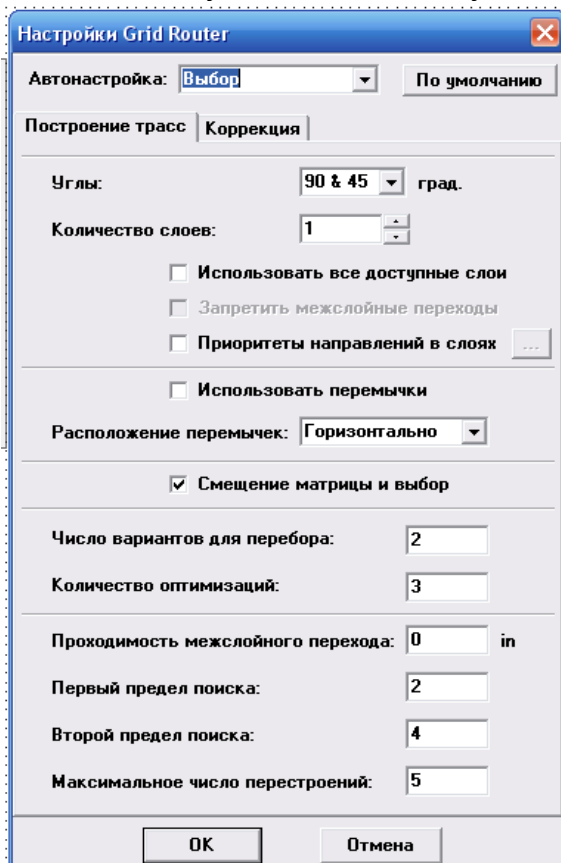 Настройки Grid Router
Автонастройка: Выбор По умолчанию
Построение трасс Коррекция
Углы: 90 & 45 град.
Количество слоев: 1
Использовать все доступные слои
Запретить межслойные переходы
Приоритеты направлений в слоях ...
Использовать перемычки
Расположение перемычек: Горизонтально
Смещение матрицы и выбор
Число вариантов для перебора: 2
Количество оптимизаций: 3
Проходимость межслойного перехода: 0 in
Первый предел поиска: 2
Второй предел поиска: 4
Максимальное число перестроений: 5
OK Отмена